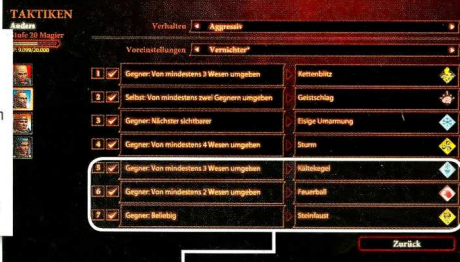 TAKTIKEN
Anders
Stufe 20 Magier
Verhalten Aggressiv
Voreinstellungen Vernichter*
1 Gegner: Von mindestens 3 Wesen umgeben Kettenblitz
2 Selbst: Von mindestens zwei Gegnern umgeben Geistschlag
3 Gegner: Nächster sichtbarer Eisige Umarmung
4 Gegner: Von mindestens 4 Wesen umgeben Sturm
5 Gegner: Von mindestens 3 Wesen umgeben Kältekegel
6 Gegner: Von mindestens 2 Wesen umgeben Feuerball
7 Gegner: Beliebig Steinfaust
Zurück